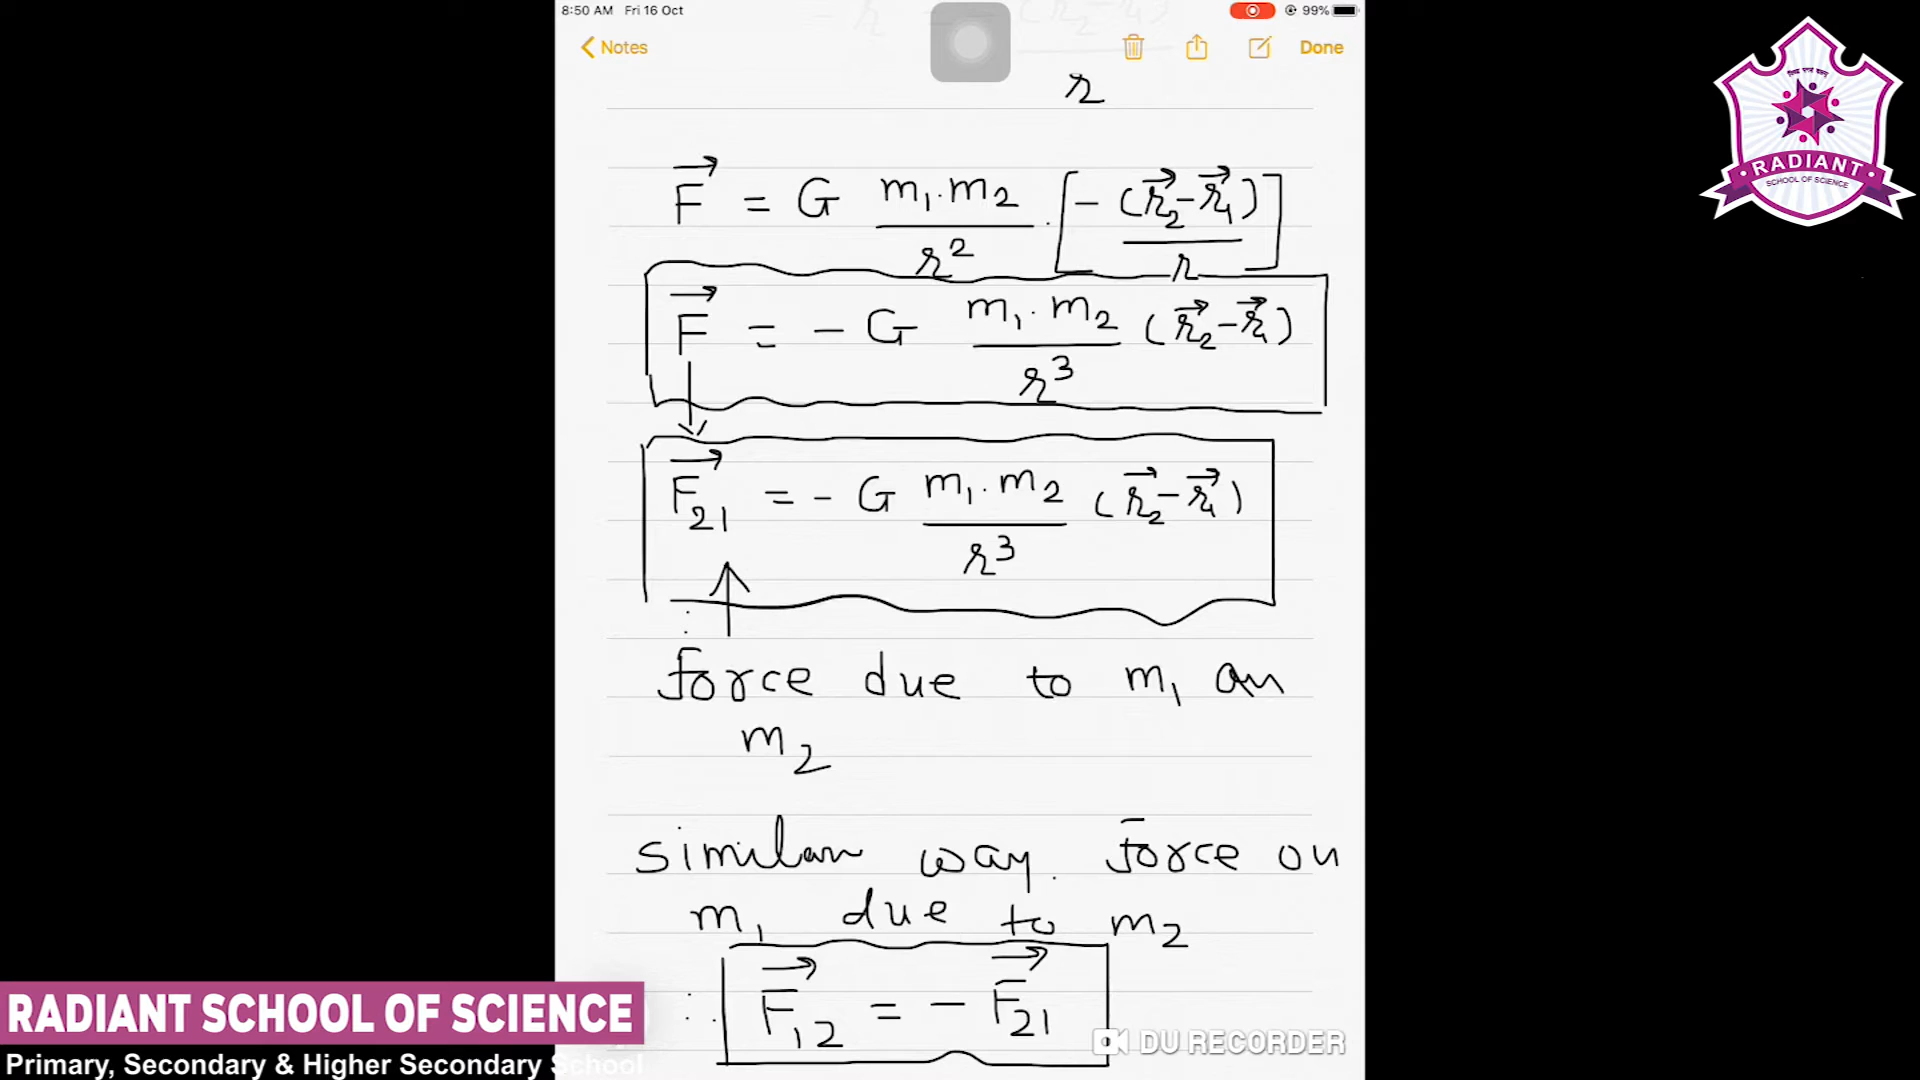 8:50 AM Fri 16 Oct 99%
Notes Done
r
F⃗ = G m₁.m₂ / r² . [ - (r⃗₂ - r⃗₁) / r ]
F⃗ = - G m₁.m₂ / r³ (r⃗₂ - r⃗₁)
F⃗₂₁ = - G m₁.m₂ / r³ (r⃗₂ - r⃗₁)
force due to m₁ on
m₂
similar way. force on
m₁ due to m₂
∴ F⃗₁₂ = - F⃗₂₁
DU RECORDER
RADIANT
SCHOOL OF SCIENCE
RADIANT SCHOOL OF SCIENCE
Primary, Secondary & Higher Secondary School